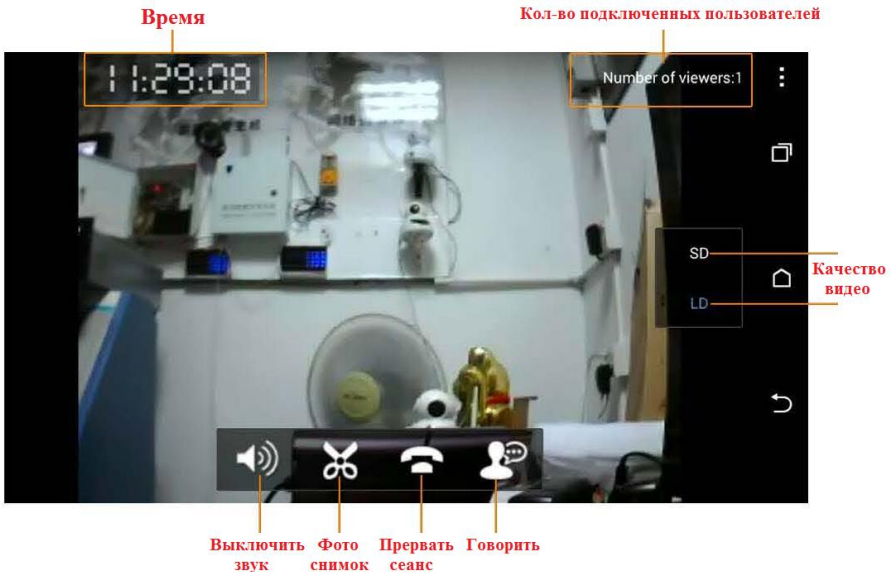 Время
Кол-во подключенных пользователей
11:29:08
Number of viewers:1
SD
LD
Качество
видео
Выключить
звук
Фото
снимок
Прервать
сеанс
Говорить